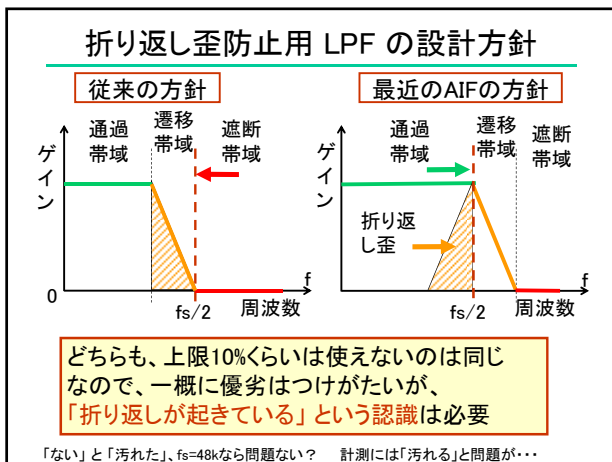 折り返し歪防止用 LPF の設計方針
従来の方針
最近のAIFの方針
ゲイン
通過
帯域
遷移
帯域
遮断
帯域
0
fs/2
周波数
f
ゲイン
通過
帯域
遷移
帯域
遮断
帯域
折り返
し歪
fs/2
周波数
f
どちらも、上限10%くらいは使えないのは同じ
なので、一概に優劣はつけがたいが、
「折り返しが起きている」 という認識は必要
「ない」 と 「汚れた」、fs=48kなら問題ない？ 計測には「汚れる」と問題が・・・